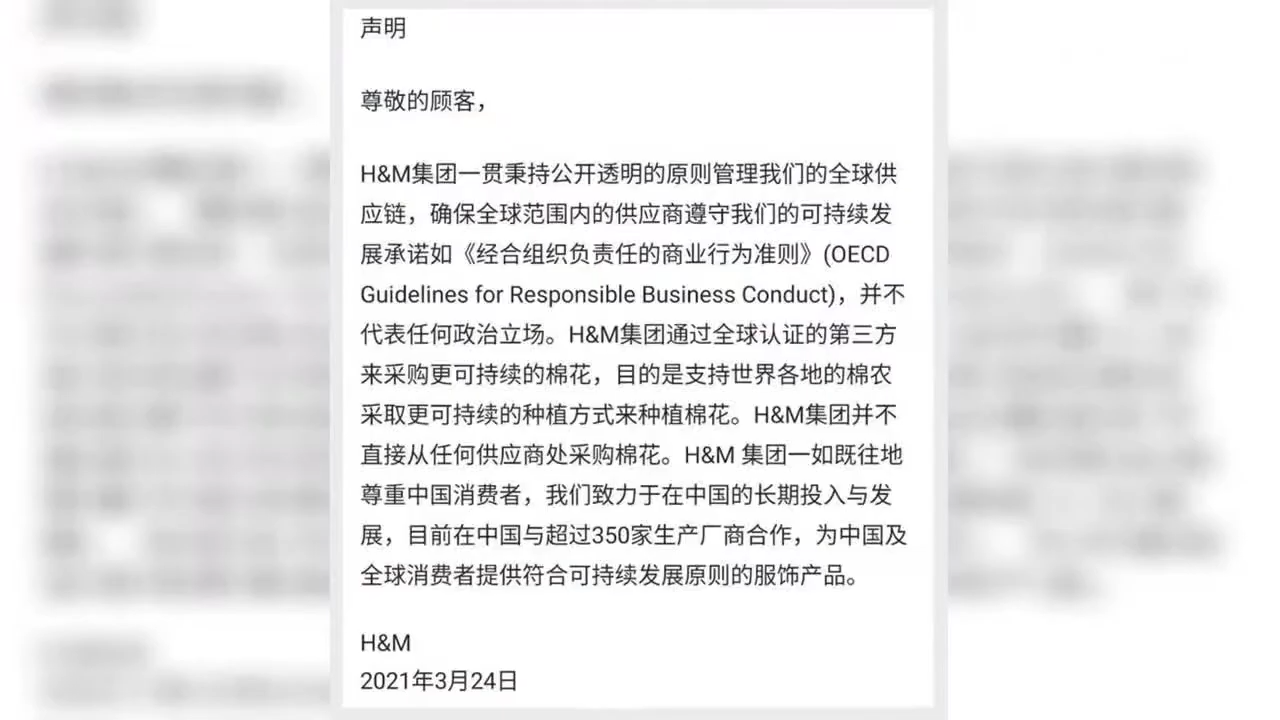 声明
尊敬的顾客，
H&M集团一贯秉持公开透明的原则管理我们的全球供
应链，确保全球范围内的供应商遵守我们的可持续发
展承诺如《经合组织负责任的商业行为准则》(OECD
Guidelines for Responsible Business Conduct)，并不
代表任何政治立场。H&M集团通过全球认证的第三方
来采购更可持续的棉花，目的是支持世界各地的棉农
采取更可持续的种植方式来种植棉花。H&M集团并不
直接从任何供应商处采购棉花。H&M 集团一如既往地
尊重中国消费者，我们致力于在中国的长期投入与发
展，目前在中国与超过350家生产厂商合作，为中国及
全球消费者提供符合可持续发展原则的服饰产品。
H&M
2021年3月24日